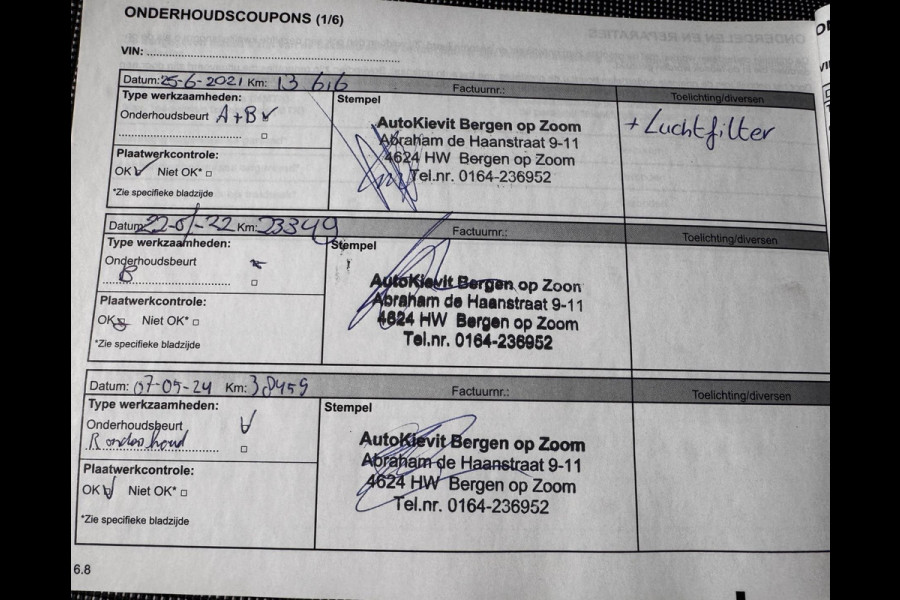 ONDERHOUDSCOUPONS (1/6)
VIN:
Datum: 25-6-2021 Km: 13 616
Factuurnr.:
Toelichting/diversen
Type werkzaamheden:
Onderhoudsbeurt A+B
Stempel
AutoKievit Bergen op Zoom
Abraham de Haanstraat 9-11
4624 HW Bergen op Zoom
Tel.nr. 0164-236952
+ Luchtfilter
Plaatwerkcontrole:
OK Niet OK*
*Zie specifieke bladzijde
Datum: Km: 23349
Factuurnr.:
Toelichting/diversen
Type werkzaamheden:
Onderhoudsbeurt
B
Stempel
AutoKievit Bergen op Zoon
Abraham de Haanstraat 9-11
4624 HW Bergen op Zoom
Tel.nr. 0164-236952
Plaatwerkcontrole:
OK Niet OK*
*Zie specifieke bladzijde
Datum: 07-05-24 Km: 38459
Factuurnr.:
Toelichting/diversen
Type werkzaamheden:
Onderhoudsbeurt
Stempel
AutoKievit Bergen op Zoom
Abraham de Haanstraat 9-11
4624 HW Bergen op Zoom
Tel.nr. 0164-236952
Plaatwerkcontrole:
OK Niet OK*
*Zie specifieke bladzijde
6.8